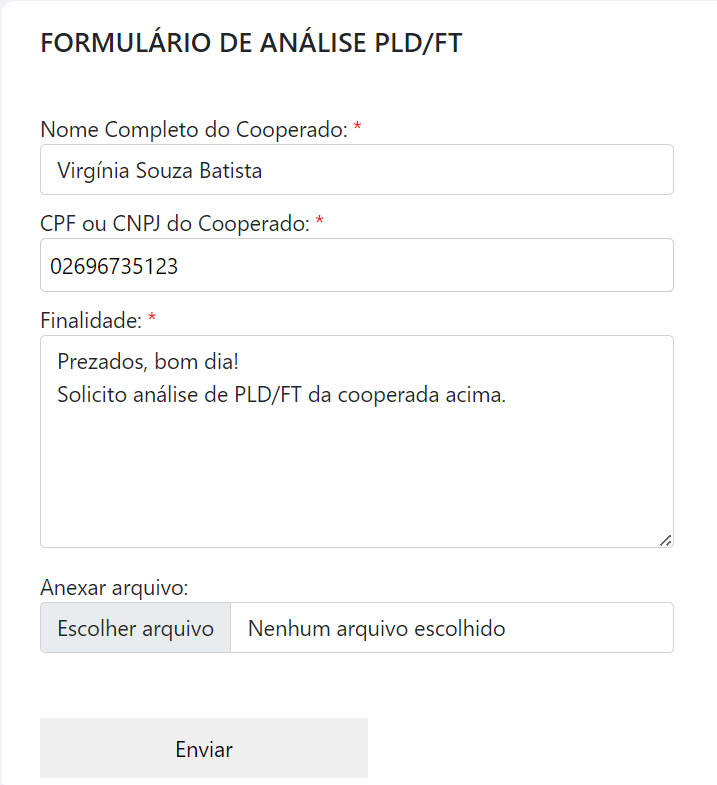 FORMULÁRIO DE ANÁLISE PLD/FT
Nome Completo do Cooperado: *
Virgínia Souza Batista
CPF ou CNPJ do Cooperado: *
02696735123
Finalidade: *
Prezados, bom dia!
Solicito análise de PLD/FT da cooperada acima.
Anexar arquivo:
Escolher arquivo Nenhum arquivo escolhido
Enviar